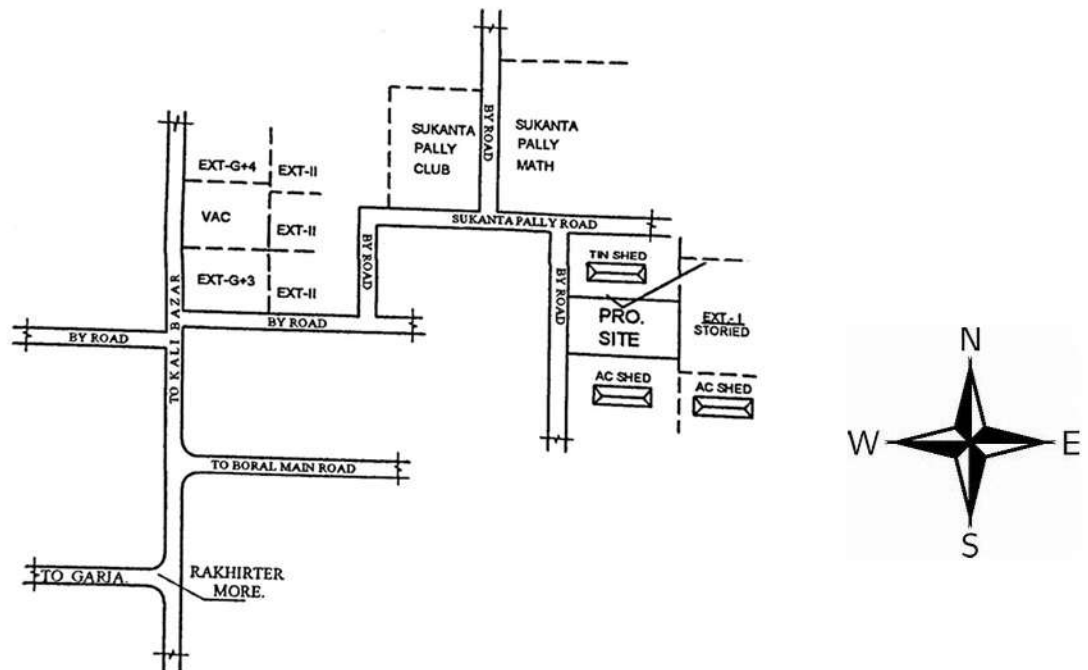 BY ROAD
SUKANTA
PALLY
CLUB
SUKANTA
PALLY
MATH
EXT-G+4
EXT-II
VAC
EXT-II
EXT-G+3
EXT-II
SUKANTA PALLY ROAD
BY ROAD
BY ROAD
TIN SHED
PRO.
SITE
EXT.-I
STORIED
AC SHED
AC SHED
TO KALI BAZAR
BY ROAD
BY ROAD
TO BORAL MAIN ROAD
TO GARIA.
RAKHIRTER
MORE.
N
W
E
S